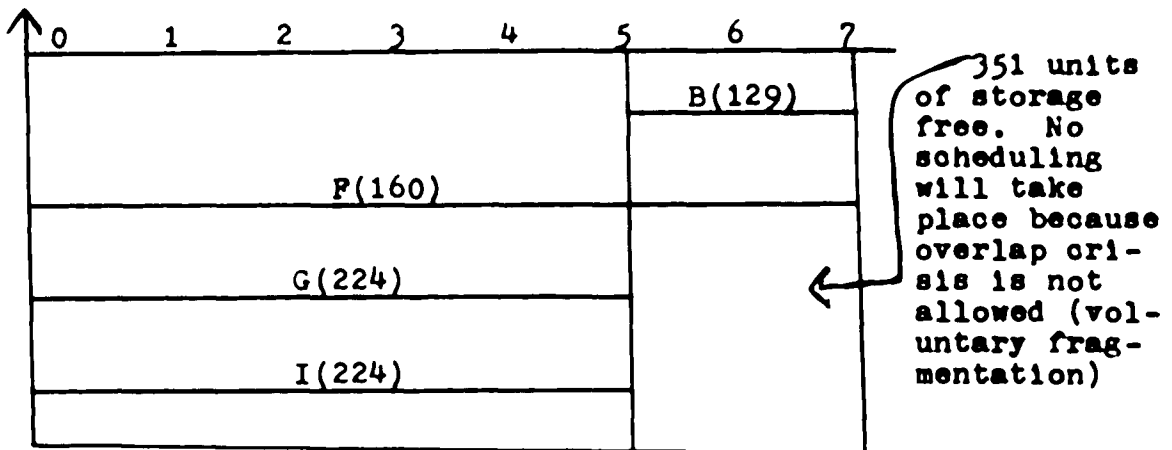 0 1 2 3 4 5 6 7
B(129)
F(160)
G(224)
I(224)
351 units
of storage
free. No
scheduling
will take
place because
overlap cri-
sis is not
allowed (vol-
untary frag-
mentation)